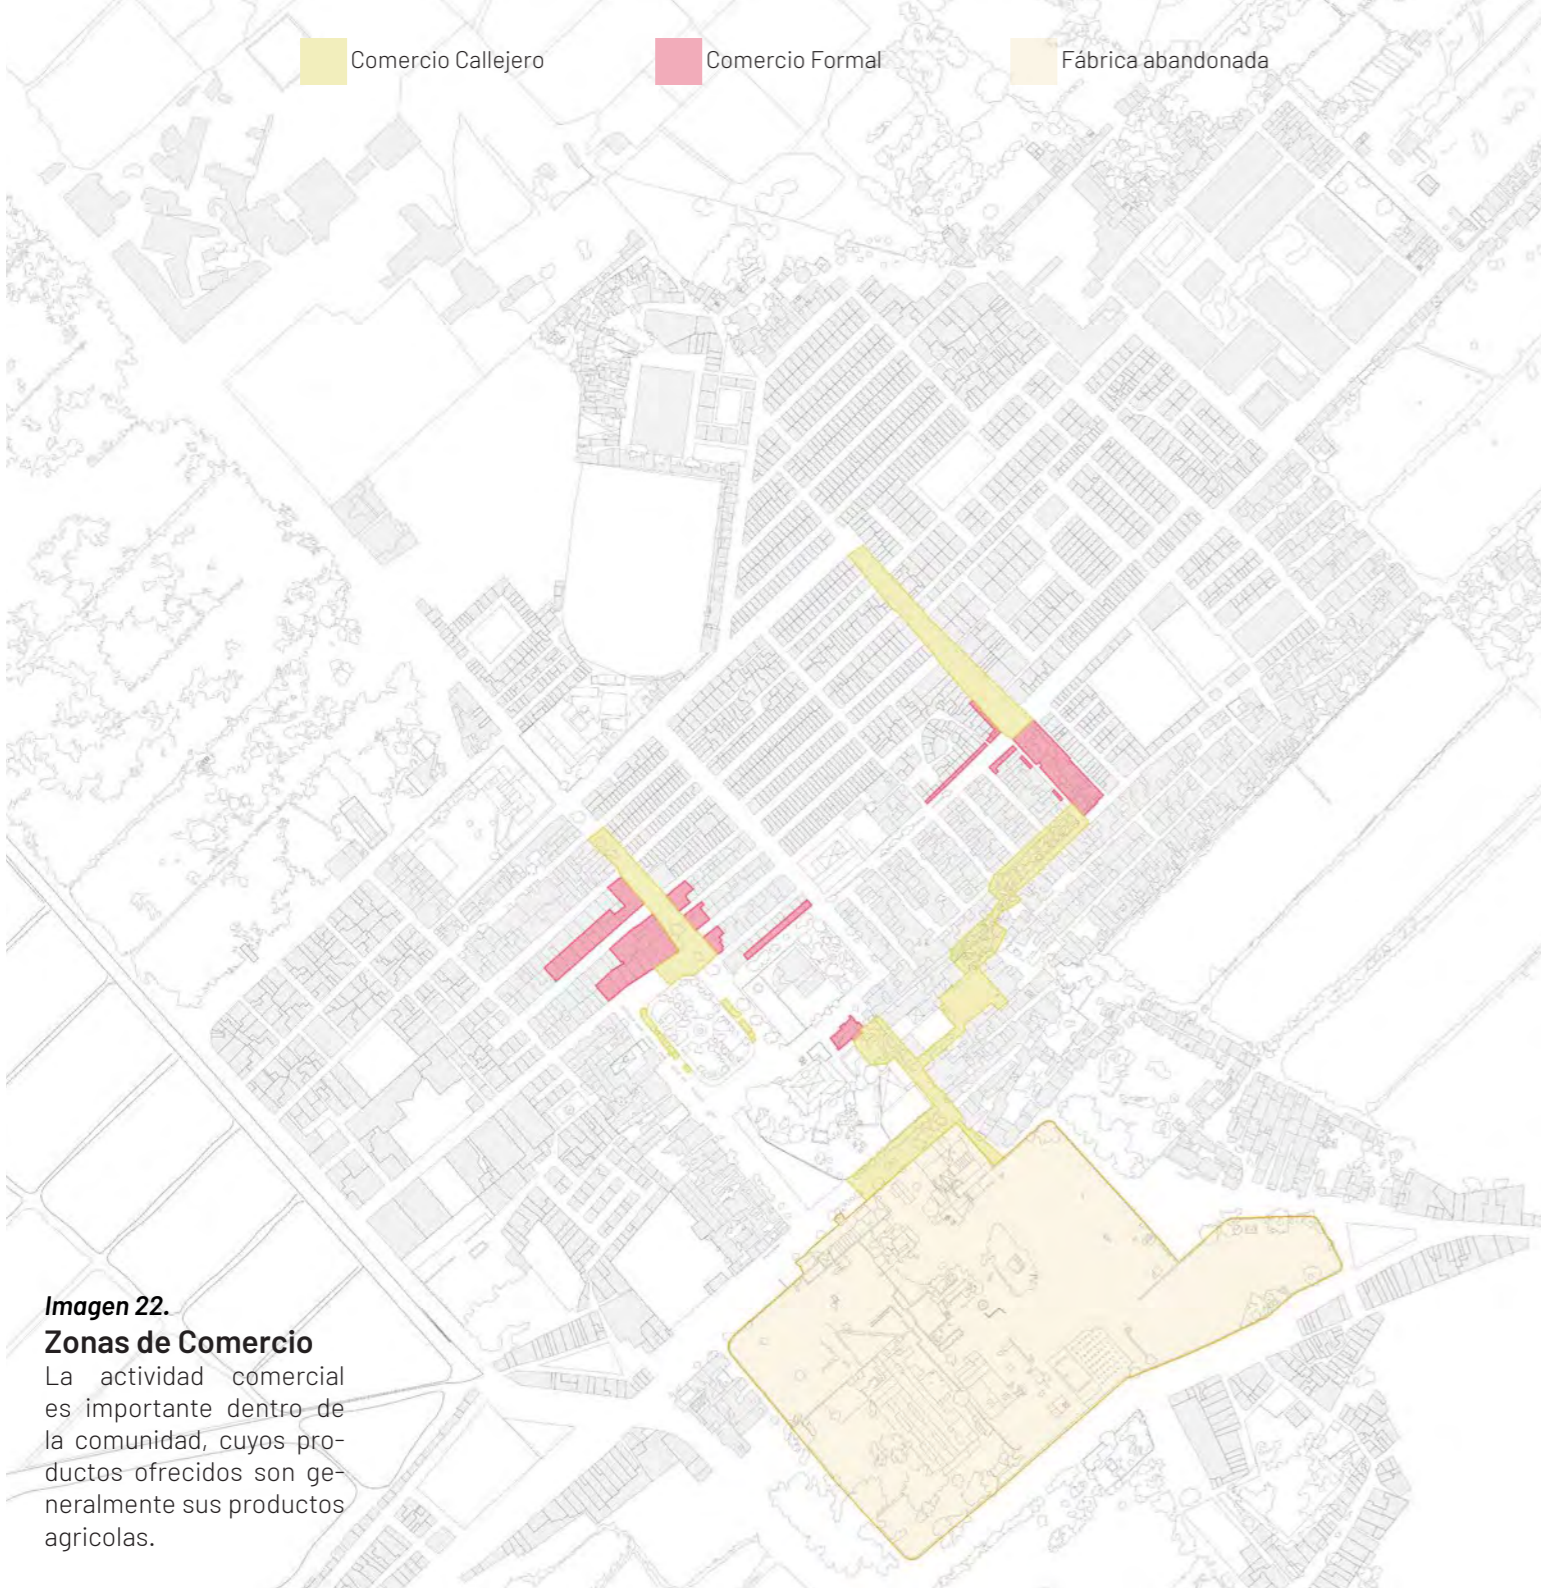 Comercio Callejero
Comercio Formal
Fábrica abandonada
Imagen 22.
Zonas de Comercio
La actividad comercial
es importante dentro de
la comunidad, cuyos pro-
ductos ofrecidos son ge-
neralmente sus productos
agricolas.